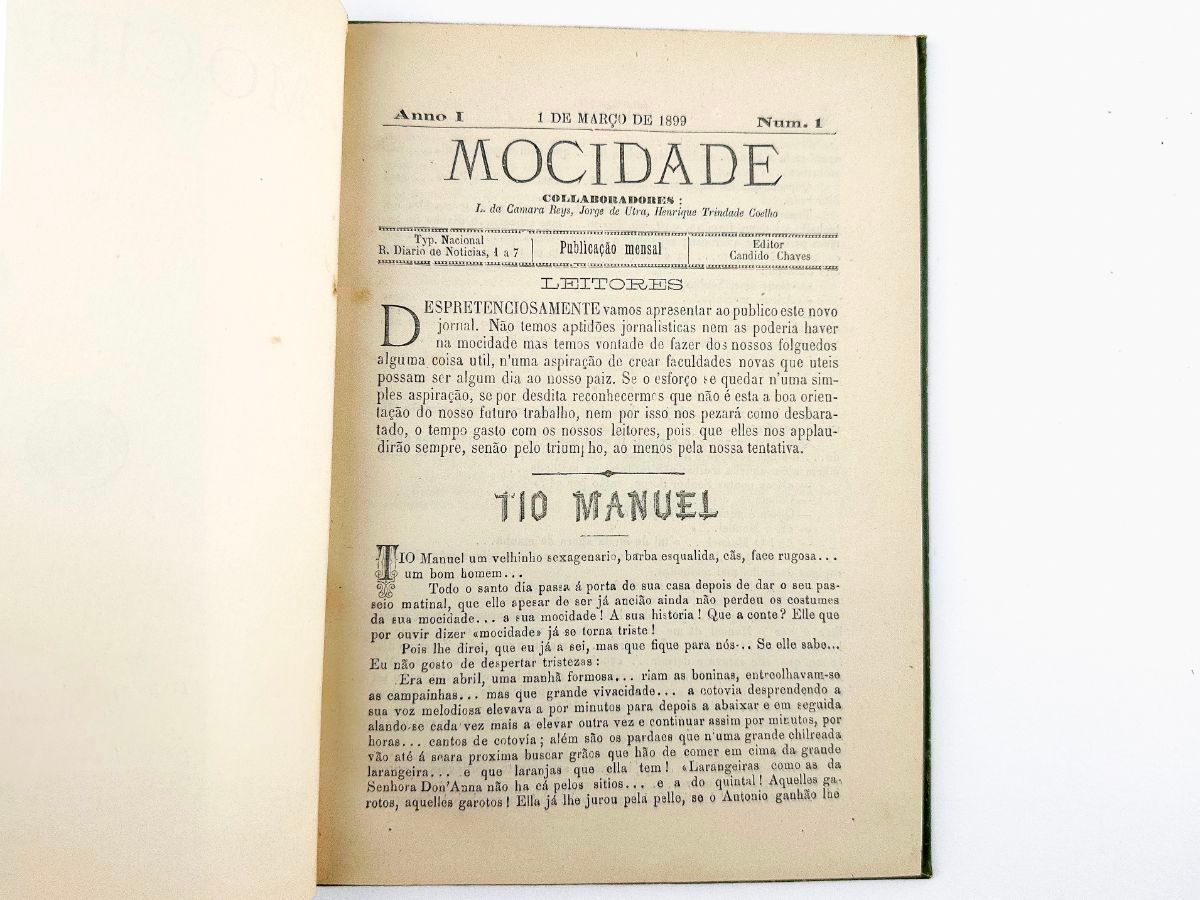 Anno I 1 DE MARÇO DE 1899 Num. 1
MOCIDADE
COLLABORADORES:
L. da Camara Reys, Jorge de Utra, Henrique Trindade Coelho
Typ. Nacional
R. Diario de Noticias, 1 a 7
Publicação mensal
Editor
Candido Chaves
LEITORES
DESPRETENCIOSAMENTE vamos apresentar ao publico este novo
jornal. Não temos aptidões jornalisticas nem as poderia haver
na mocidade mas temos vontade de fazer dos nossos folguedos
alguma coisa util, n'uma aspiração de crear faculdades novas que uteis
possam ser algum dia ao nosso paiz. Se o esforço se quedar n'uma sim-
ples aspiração, se por desdita reconhecermos que não é esta a boa orien-
tação do nosso futuro trabalho, nem por isso nos pezará como desbara-
tado, o tempo gasto com os nossos leitores, pois que elles nos applau-
dirão sempre, senão pelo triumpho, ao menos pela nossa tentativa.
TIO MANUEL
TIO Manuel um velhinho sexagenario, barba esqualida, cãs, face rugosa...
um bom homem...
Todo o santo dia passa á porta de sua casa depois de dar o seu pas-
seio matinal, que elle apesar de ser já ancião ainda não perdeu os costumes
da sua mocidade... a sua mocidade! A sua historia! Que a conte? Elle que
por ouvir dizer «mocidade» já se torna triste!
Pois lhe direi, que eu já a sei, mas que fique para nós... Se elle sabe...
Eu não gosto de despertar tristezas:
Era em abril, uma manhã formosa... riam as boninas, entreolhavam-se
as campainhas... mas que grande vivacidade... a cotovia desprendendo a
sua voz melodiosa elevava a por minutos para depois a abaixar e em seguida
alando-se cada vez mais a elevar outra vez e continuar assim por minutos, por
horas... cantos de cotovia; além são os pardaes que n'uma grande chilreada
vão até á seara proxima buscar grãos que hão de comer em cima da grande
larangeira... e que laranjas que ella tem! «Larangeiras como as da
Senhora Don'Anna não ha cá pelos sitios... e a do quintal! Aquelles ga-
rotos, aquelles garotos! Ella já lhe jurou pela pello, se o Antonio ganhão lhe